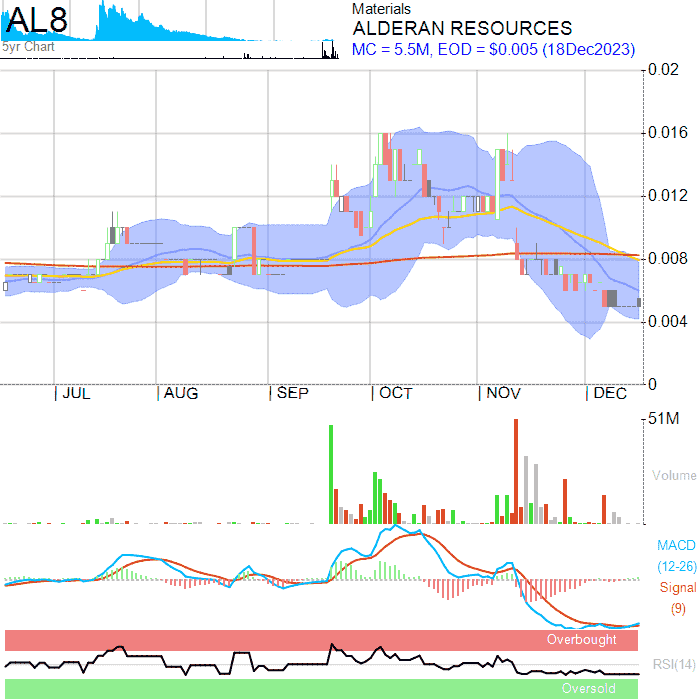 AL8
5yr Chart
Materials
ALDERAN RESOURCES
MC = 5.5M, EOD = $0.005 (18Dec2023)
0.02
0.016
0.012
0.008
0.004
0
JUL AUG SEP OCT NOV DEC
51M
Volume
MACD
(12-26)
Signal
(9)
Overbought
RSI(14)
Oversold